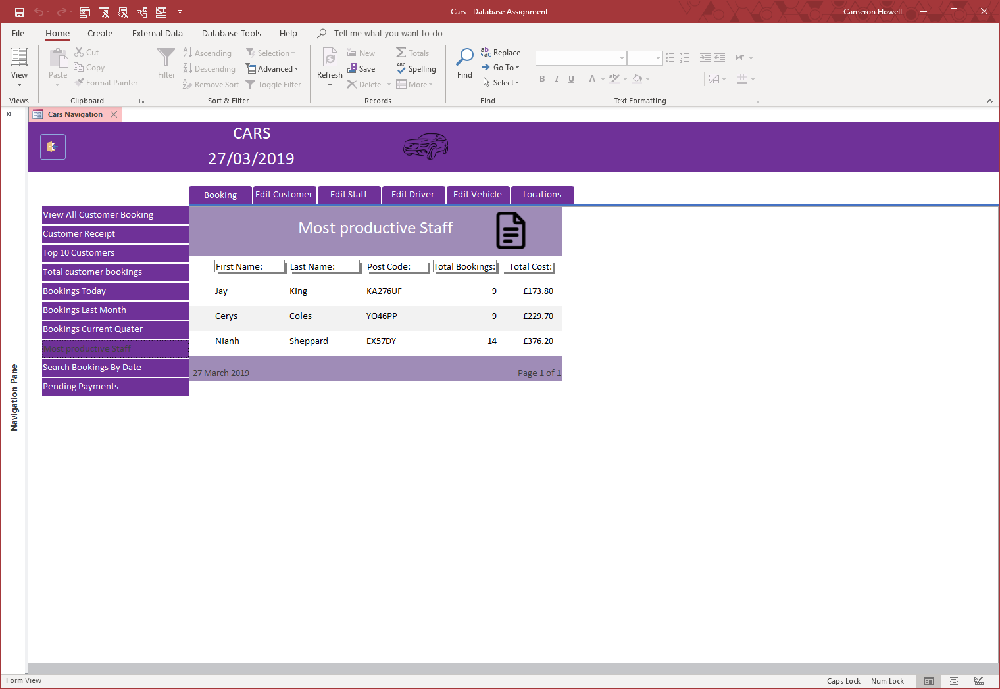 Cars - Database Assignment
Cameron Howell
File Home Create External Data Database Tools Help Tell me what you want to do
View
Views
Paste
Cut
Copy
Format Painter
Clipboard
Filter
Ascending
Descending
Remove Sort
Selection
Advanced
Toggle Filter
Sort & Filter
Refresh
New
Save
Delete
Totals
Spelling
More
Records
Find
Replace
Go To
Select
Find
B I U A
Text Formatting
Cars Navigation
CARS
27/03/2019
Booking Edit Customer Edit Staff Edit Driver Edit Vehicle Locations
Navigation Pane
View All Customer Booking
Customer Receipt
Top 10 Customers
Total customer bookings
Bookings Today
Bookings Last Month
Bookings Current Quater
Most productive Staff
Search Bookings By Date
Pending Payments
Most productive Staff
First Name: Last Name: Post Code: Total Bookings: Total Cost:
Jay King KA276UF 9 £173.80
Cerys Coles YO46PP 9 £229.70
Nianh Sheppard EX57DY 14 £376.20
27 March 2019 Page 1 of 1
Form View
Caps Lock Num Lock